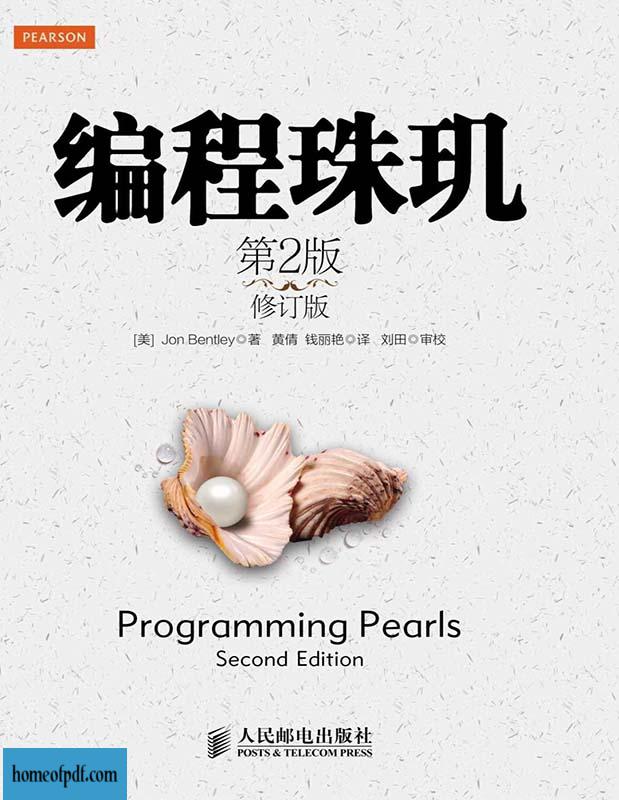 PEARSON
编程珠玑
第2版
修订版
[美] Jon Bentley◎著 黄倩 钱丽艳◎译 刘田◎审校
Programming Pearls
Second Edition
人民邮电出版社
POSTS & TELECOM PRESS
homeofpdf.com